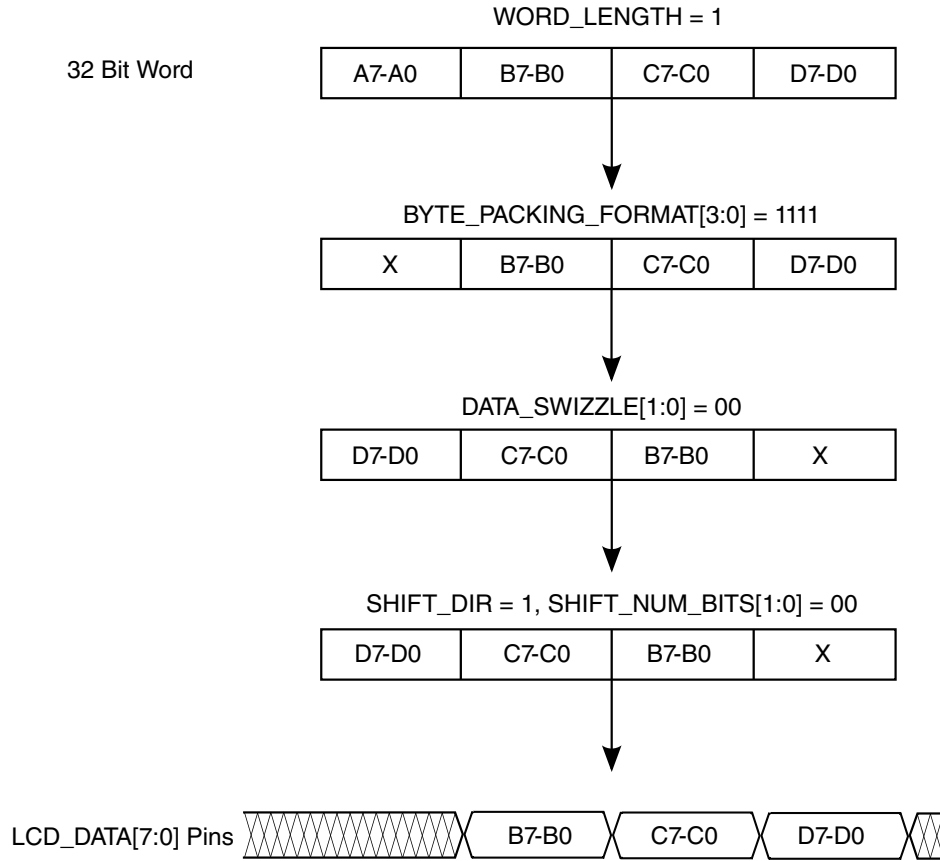 WORD_LENGTH = 1
32 Bit Word A7-A0 B7-B0 C7-C0 D7-D0
BYTE_PACKING_FORMAT[3:0] = 1111
X B7-B0 C7-C0 D7-D0
DATA_SWIZZLE[1:0] = 00
D7-D0 C7-C0 B7-B0 X
SHIFT_DIR = 1, SHIFT_NUM_BITS[1:0] = 00
D7-D0 C7-C0 B7-B0 X
LCD_DATA[7:0] Pins B7-B0 C7-C0 D7-D0